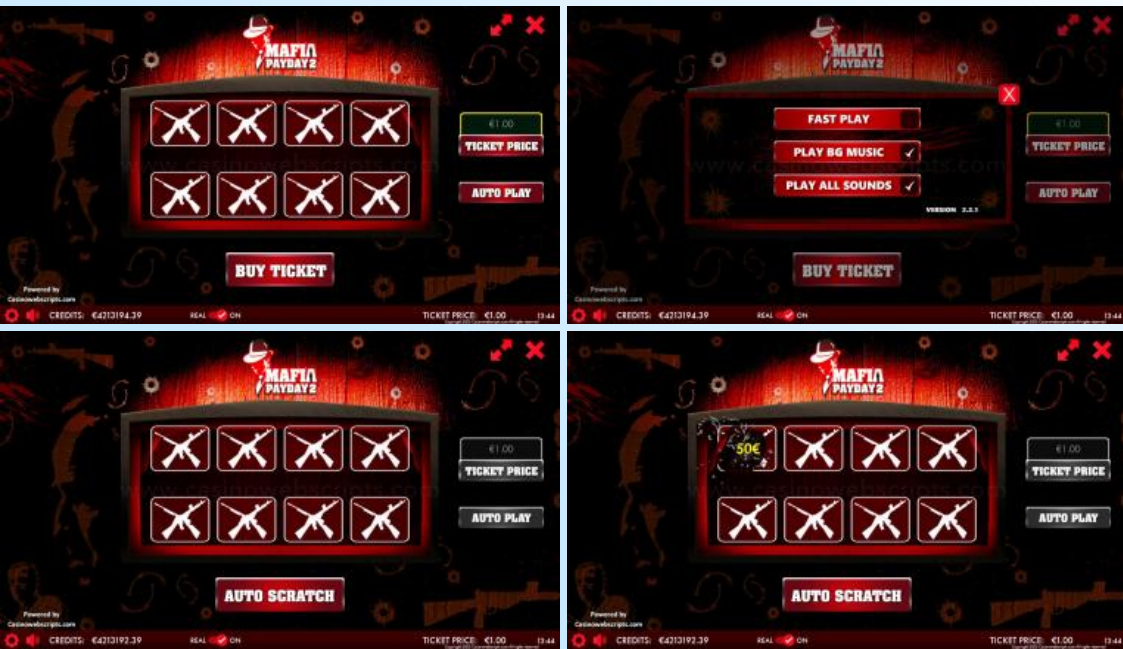 MAFIA
PAYDAY 2
www.casinowebscripts.com
€1.00
TICKET PRICE
AUTO PLAY
BUY TICKET
Powered by
Casinowebscripts.com
CREDITS: €4213194.39
REAL ON
TICKET PRICE: €1.00
13:44
MAFIA
PAYDAY 2
X
FAST PLAY
PLAY BG MUSIC
PLAY ALL SOUNDS
VERSION 2.2.1
€1.00
TICKET PRICE
AUTO PLAY
BUY TICKET
Powered by
Casinowebscripts.com
CREDITS: €4213194.39
REAL ON
TICKET PRICE: €1.00
13:44
MAFIA
PAYDAY 2
€1.00
TICKET PRICE
AUTO PLAY
AUTO SCRATCH
Powered by
Casinowebscripts.com
CREDITS: €4213192.39
REAL ON
TICKET PRICE: €1.00
13:44
MAFIA
PAYDAY 2
50€
€1.00
TICKET PRICE
AUTO PLAY
AUTO SCRATCH
Powered by
Casinowebscripts.com
CREDITS: €4213192.39
REAL ON
TICKET PRICE: €1.00
13:44